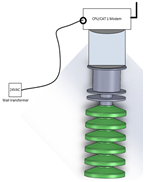 CPU/CAT 1 Modem
24VAC
Wall transformer